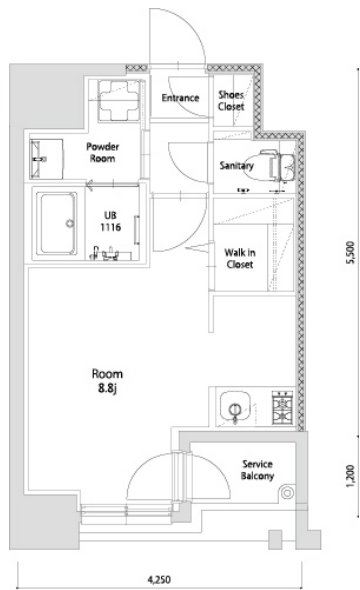 Entrance
Shoes
Closet
Powder
Room
Sanitary
UB
1116
Walk in
Closet
5,500
Room
8.8j
Service
Balcony
1,200
4,250